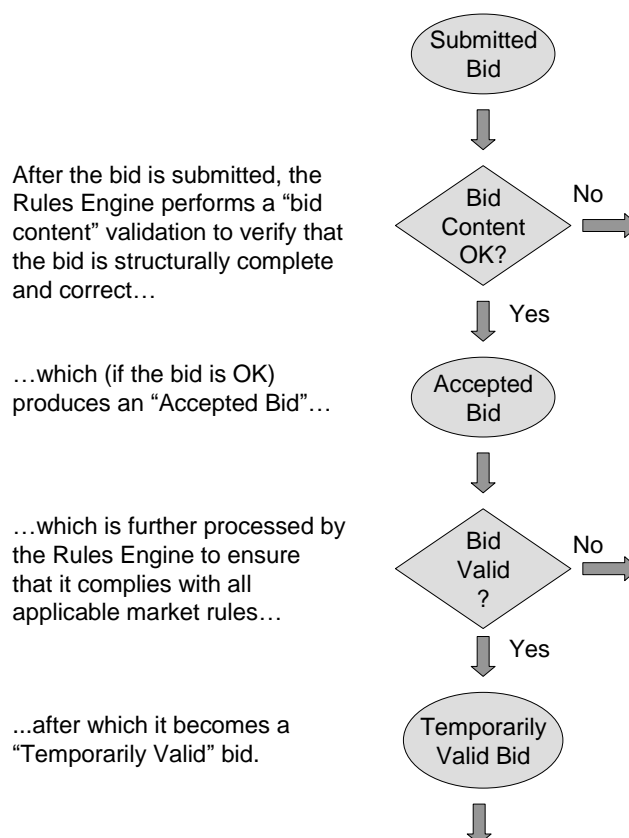 Submitted
Bid
After the bid is submitted, the
Rules Engine performs a “bid
content” validation to verify that
the bid is structurally complete
and correct…
Bid
Content
OK?
No
Yes
…which (if the bid is OK)
produces an “Accepted Bid”…
Accepted
Bid
…which is further processed by
the Rules Engine to ensure
that it complies with all
applicable market rules…
Bid
Valid
?
No
Yes
...after which it becomes a
“Temporarily Valid” bid.
Temporarily
Valid Bid